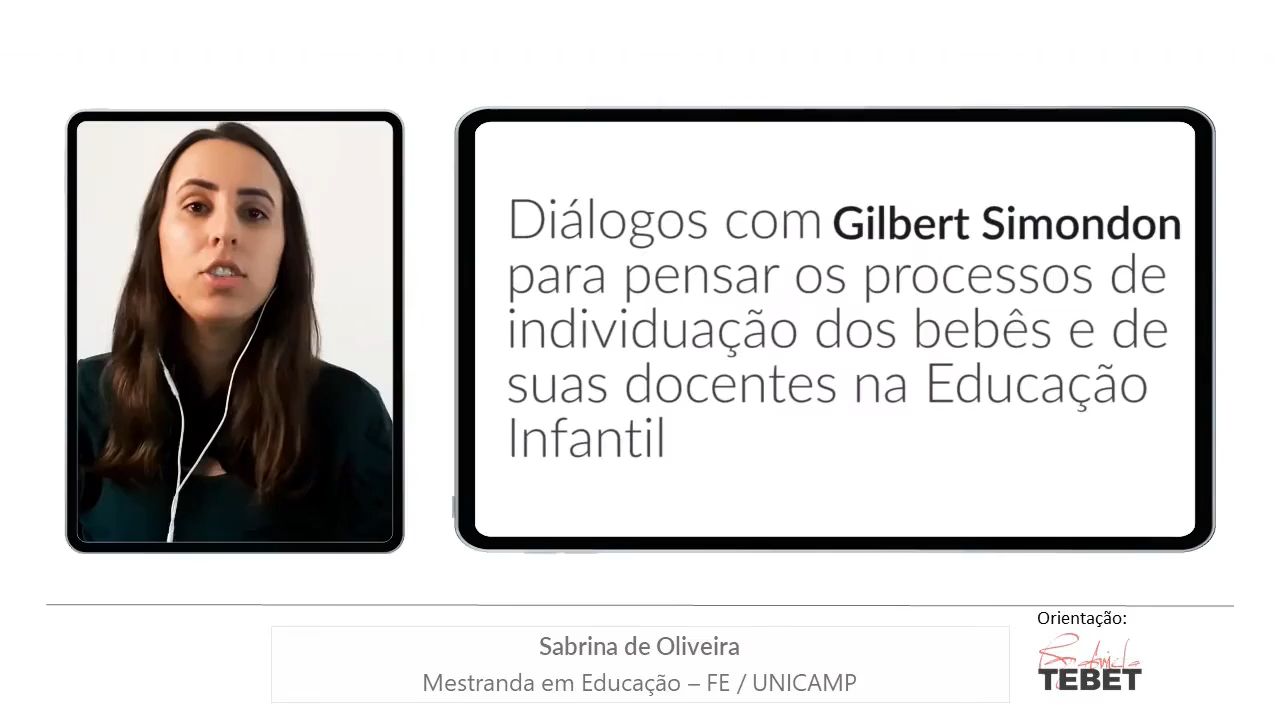 Diálogos com Gilbert Simondon
para pensar os processos de
individuação dos bebês e de
suas docentes na Educação
Infantil
Orientação:
Sabrina de Oliveira
Mestranda em Educação – FE / UNICAMP
TEBET